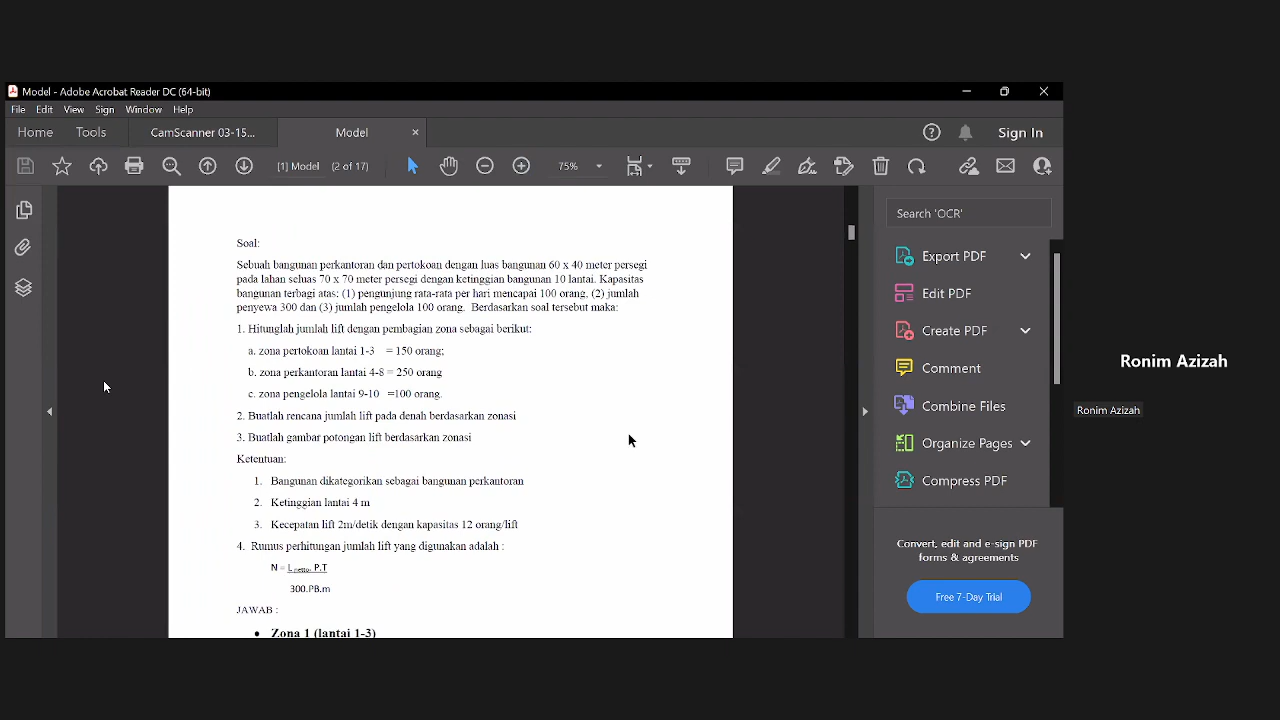 Model - Adobe Acrobat Reader DC (64-bit)
File Edit View Sign Window Help
Home Tools CamScanner 03-15... Model × Sign In
[1] Model (2 of 17) 75%
Soal:
Sebuah bangunan perkantoran dan pertokoan dengan luas bangunan 60 x 40 meter persegi
pada lahan seluas 70 x 70 meter persegi dengan ketinggian bangunan 10 lantai. Kapasitas
bangunan terbagi atas: (1) pengunjung rata-rata per hari mencapai 100 orang, (2) jumlah
penyewa 300 dan (3) jumlah pengelola 100 orang. Berdasarkan soal tersebut maka:
1. Hitunglah jumlah lift dengan pembagian zona sebagai berikut:
a. zona pertokoan lantai 1-3 = 150 orang;
b. zona perkantoran lantai 4-8 = 250 orang
c. zona pengelola lantai 9-10 =100 orang.
2. Buatlah rencana jumlah lift pada denah berdasarkan zonasi
3. Buatlah gambar potongan lift berdasarkan zonasi
Ketentuan:
1. Bangunan dikategorikan sebagai bangunan perkantoran
2. Ketinggian lantai 4 m
3. Kecepatan lift 2m/detik dengan kapasitas 12 orang/lift
4. Rumus perhitungan jumlah lift yang digunakan adalah :
N = L netto. P.T
300.PB.m
JAWAB :
• Zona 1 (lantai 1-3)
Search 'OCR'
Export PDF
Edit PDF
Create PDF
Comment
Combine Files
Organize Pages
Compress PDF
Convert, edit and e-sign PDF
forms & agreements
Free 7-Day Trial
Ronim Azizah
Ronim Azizah